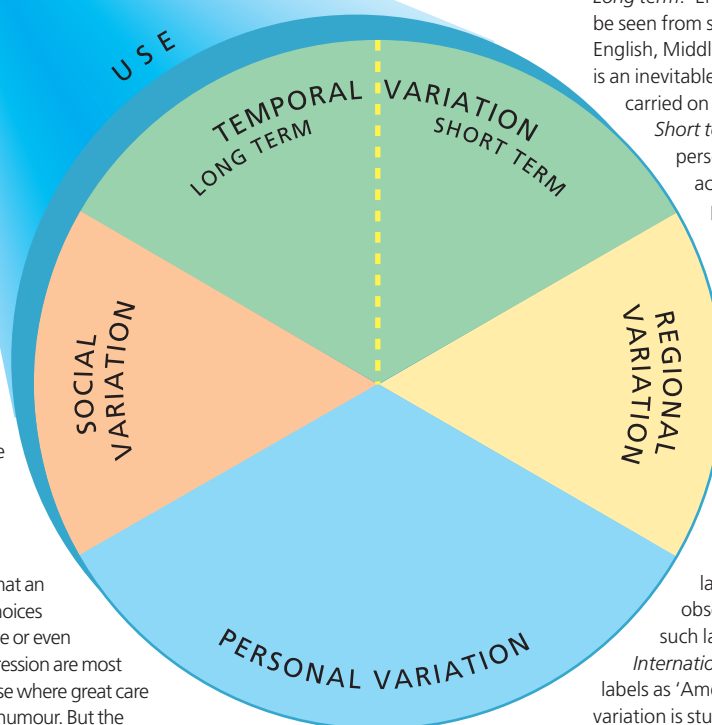 USE
TEMPORAL VARIATION
LONG TERM
SHORT TERM
SOCIAL
VARIATION
REGIONAL
VARIATION
PERSONAL VARIATION
Long term
be seen from s
English, Middl
is an inevitable
carried on
Short te
pers
ac
e
hat an
hoices
e or even
ression are most
se where great care
humour. But the
la
obs
such la
Internatio
labels as ‘Ame
variation is stu